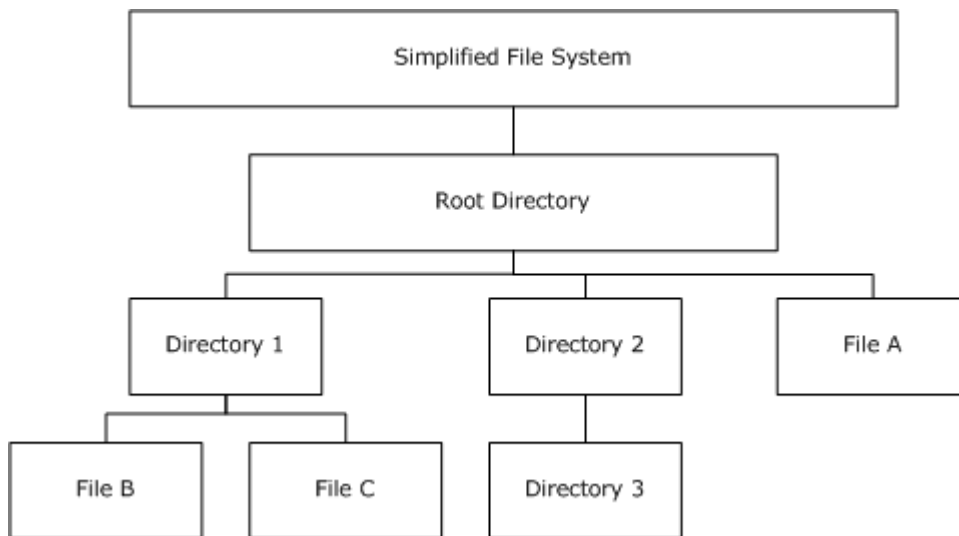 Simplified File System
Root Directory
Directory 1
Directory 2
File A
File B
File C
Directory 3